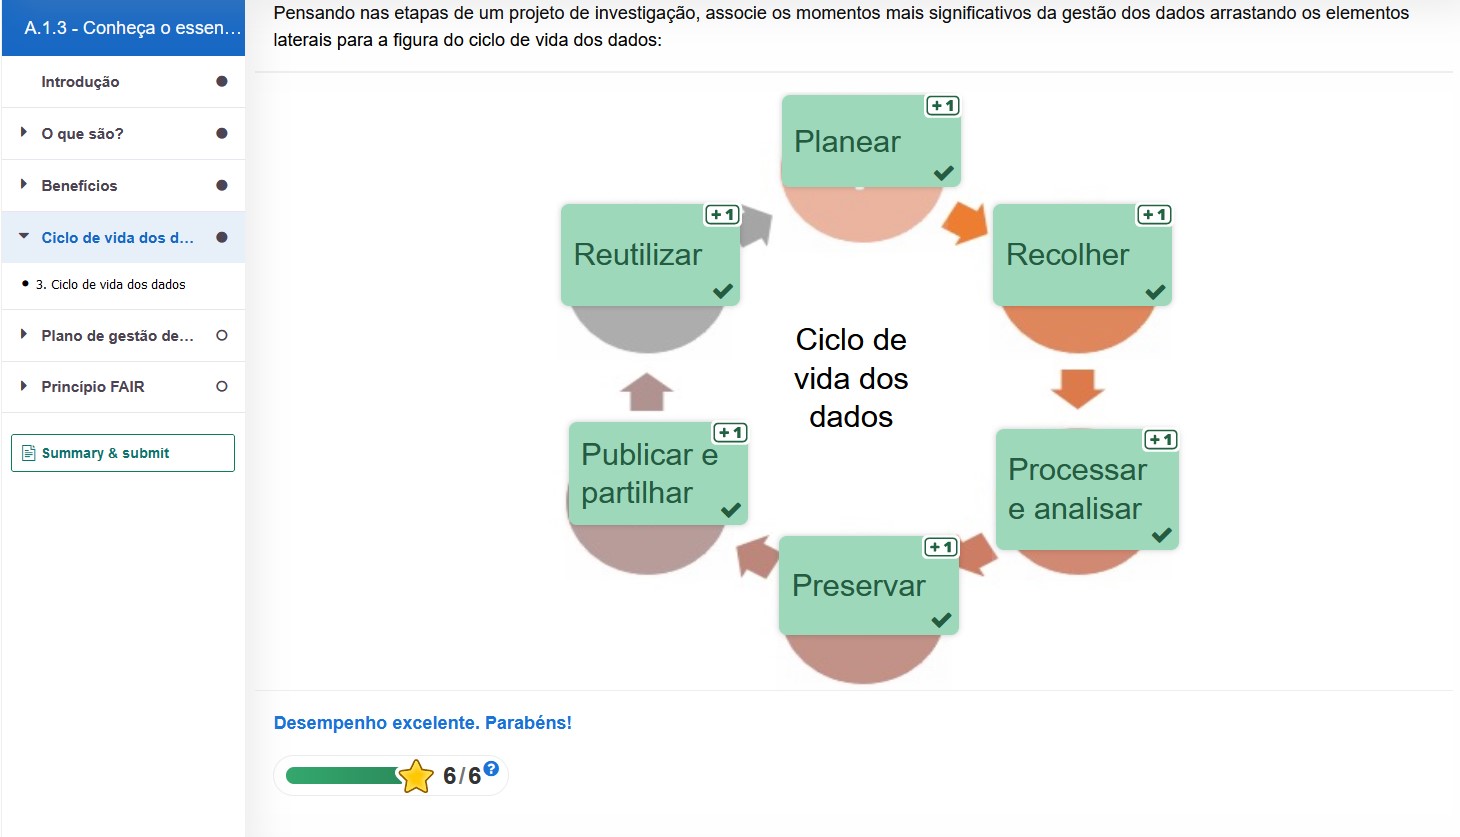 A.1.3 - Conheça o essen...
Introdução
O que são?
Benefícios
Ciclo de vida dos d...
3. Ciclo de vida dos dados
Plano de gestão de...
Princípio FAIR
Summary & submit
Pensando nas etapas de um projeto de investigação, associe os momentos mais significativos da gestão dos dados arrastando os elementos
laterais para a figura do ciclo de vida dos dados:
+1
Planear
+1
Reutilizar
+1
Recolher
Ciclo de
vida dos
dados
+1
Publicar e
partilhar
+1
Processar
e analisar
+1
Preservar
Desempenho excelente. Parabéns!
6/6 ?